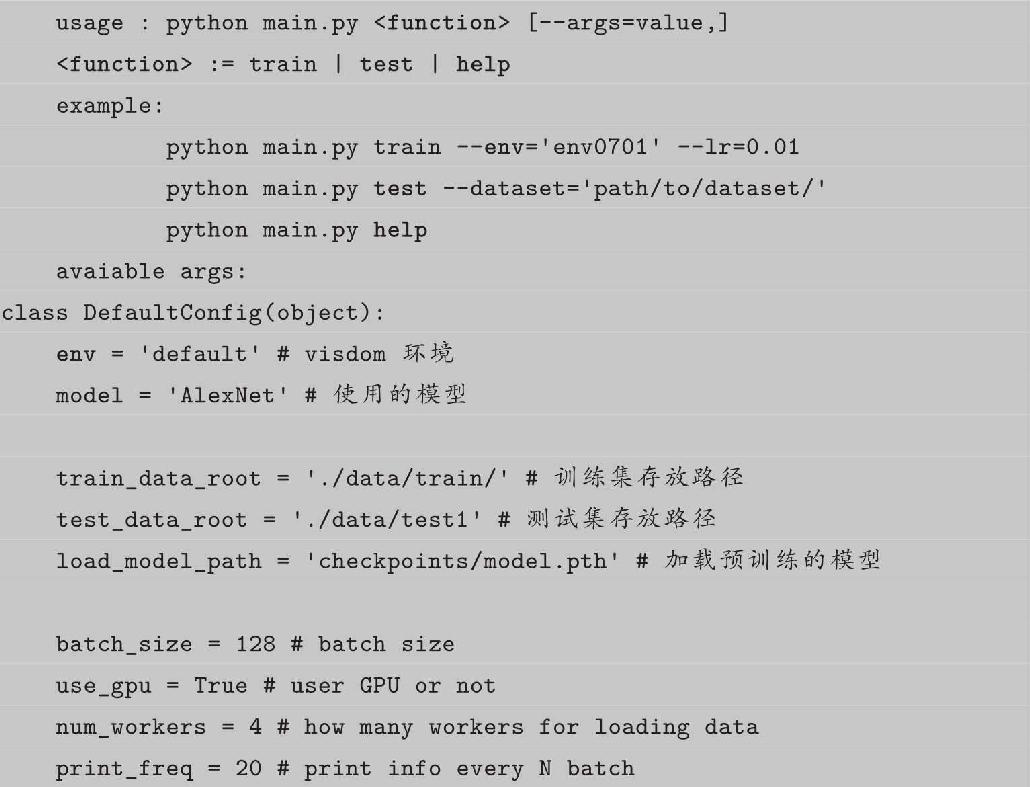 usage : python main.py <function> [--args=value,]
<function> := train | test | help
example:
python main.py train --env='env0701' --lr=0.01
python main.py test --dataset='path/to/dataset/'
python main.py help
avaiable args:
class DefaultConfig(object):
env = 'default' # visdom 环境
model = 'AlexNet' # 使用的模型
train_data_root = './data/train/' # 训练集存放路径
test_data_root = './data/test1' # 测试集存放路径
load_model_path = 'checkpoints/model.pth' # 加载预训练的模型
batch_size = 128 # batch size
use_gpu = True # user GPU or not
num_workers = 4 # how many workers for loading data
print_freq = 20 # print info every N batch